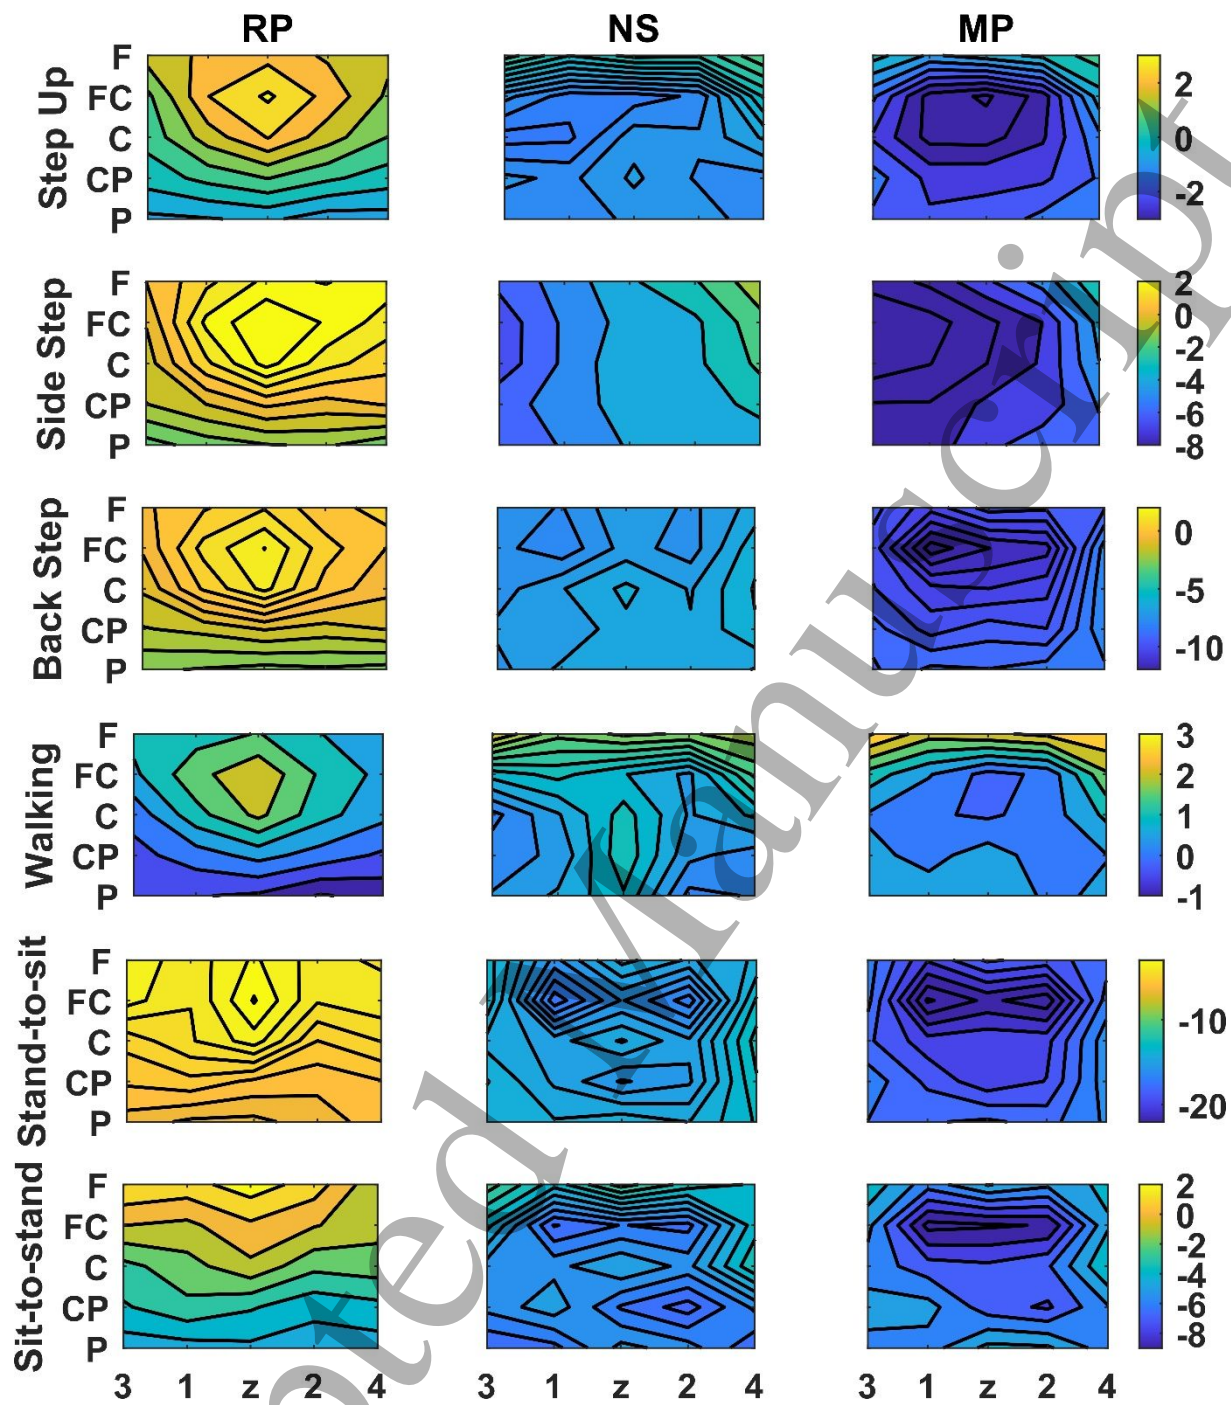 RP NS MP
Step Up
F
FC
C
CP
P
2
0
-2
Side Step
F
FC
C
CP
P
2
0
-2
-4
-6
-8
Back Step
F
FC
C
CP
P
0
-5
-10
Walking
F
FC
C
CP
P
3
2
1
0
-1
Stand-to-sit
F
FC
C
CP
P
-10
-20
Sit-to-stand
F
FC
C
CP
P
2
0
-2
-4
-6
-8
3 1 z 2 4 3 1 z 2 4 3 1 z 2 4
pted Manuscript